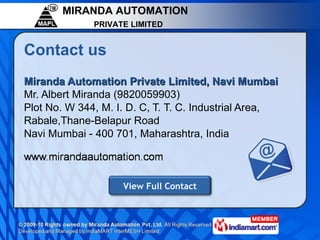 MIRANDA AUTOMATION
PRIVATE LIMITED
MAPL
TM
Contact us
Miranda Automation Private Limited, Navi Mumbai
Mr. Albert Miranda (9820059903)
Plot No. W 344, M. I. D. C, T. T. C. Industrial Area,
Rabale,Thane-Belapur Road
Navi Mumbai - 400 701, Maharashtra, India
www.mirandaautomation.com
@
View Full Contact
© 2009-10 Rights owned by Miranda Automation Pvt. Ltd. All Rights Reserved
Developed and Managed by IndiaMART InterMESH Limited
MEMBER
indiamart.com